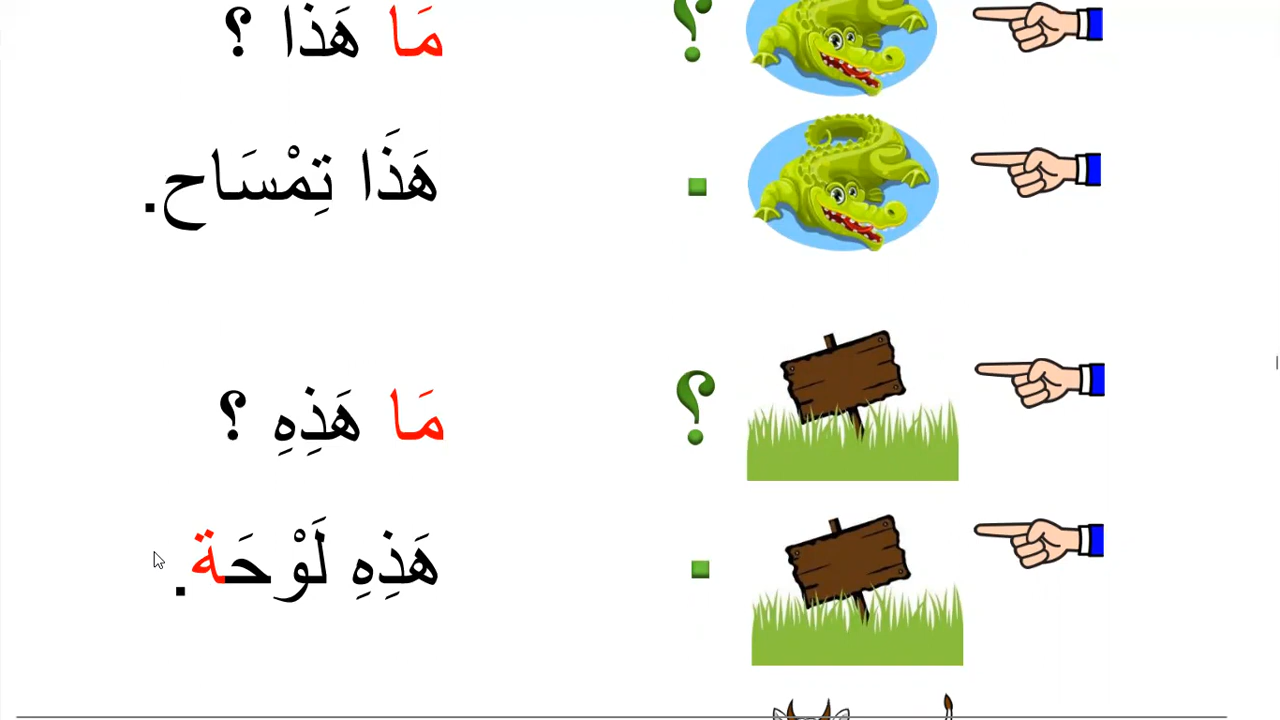 مَا هَذَا ؟
هَذَا تِمْسَاح.
مَا هَذِهِ ؟
هَذِهِ لَوْحَة.